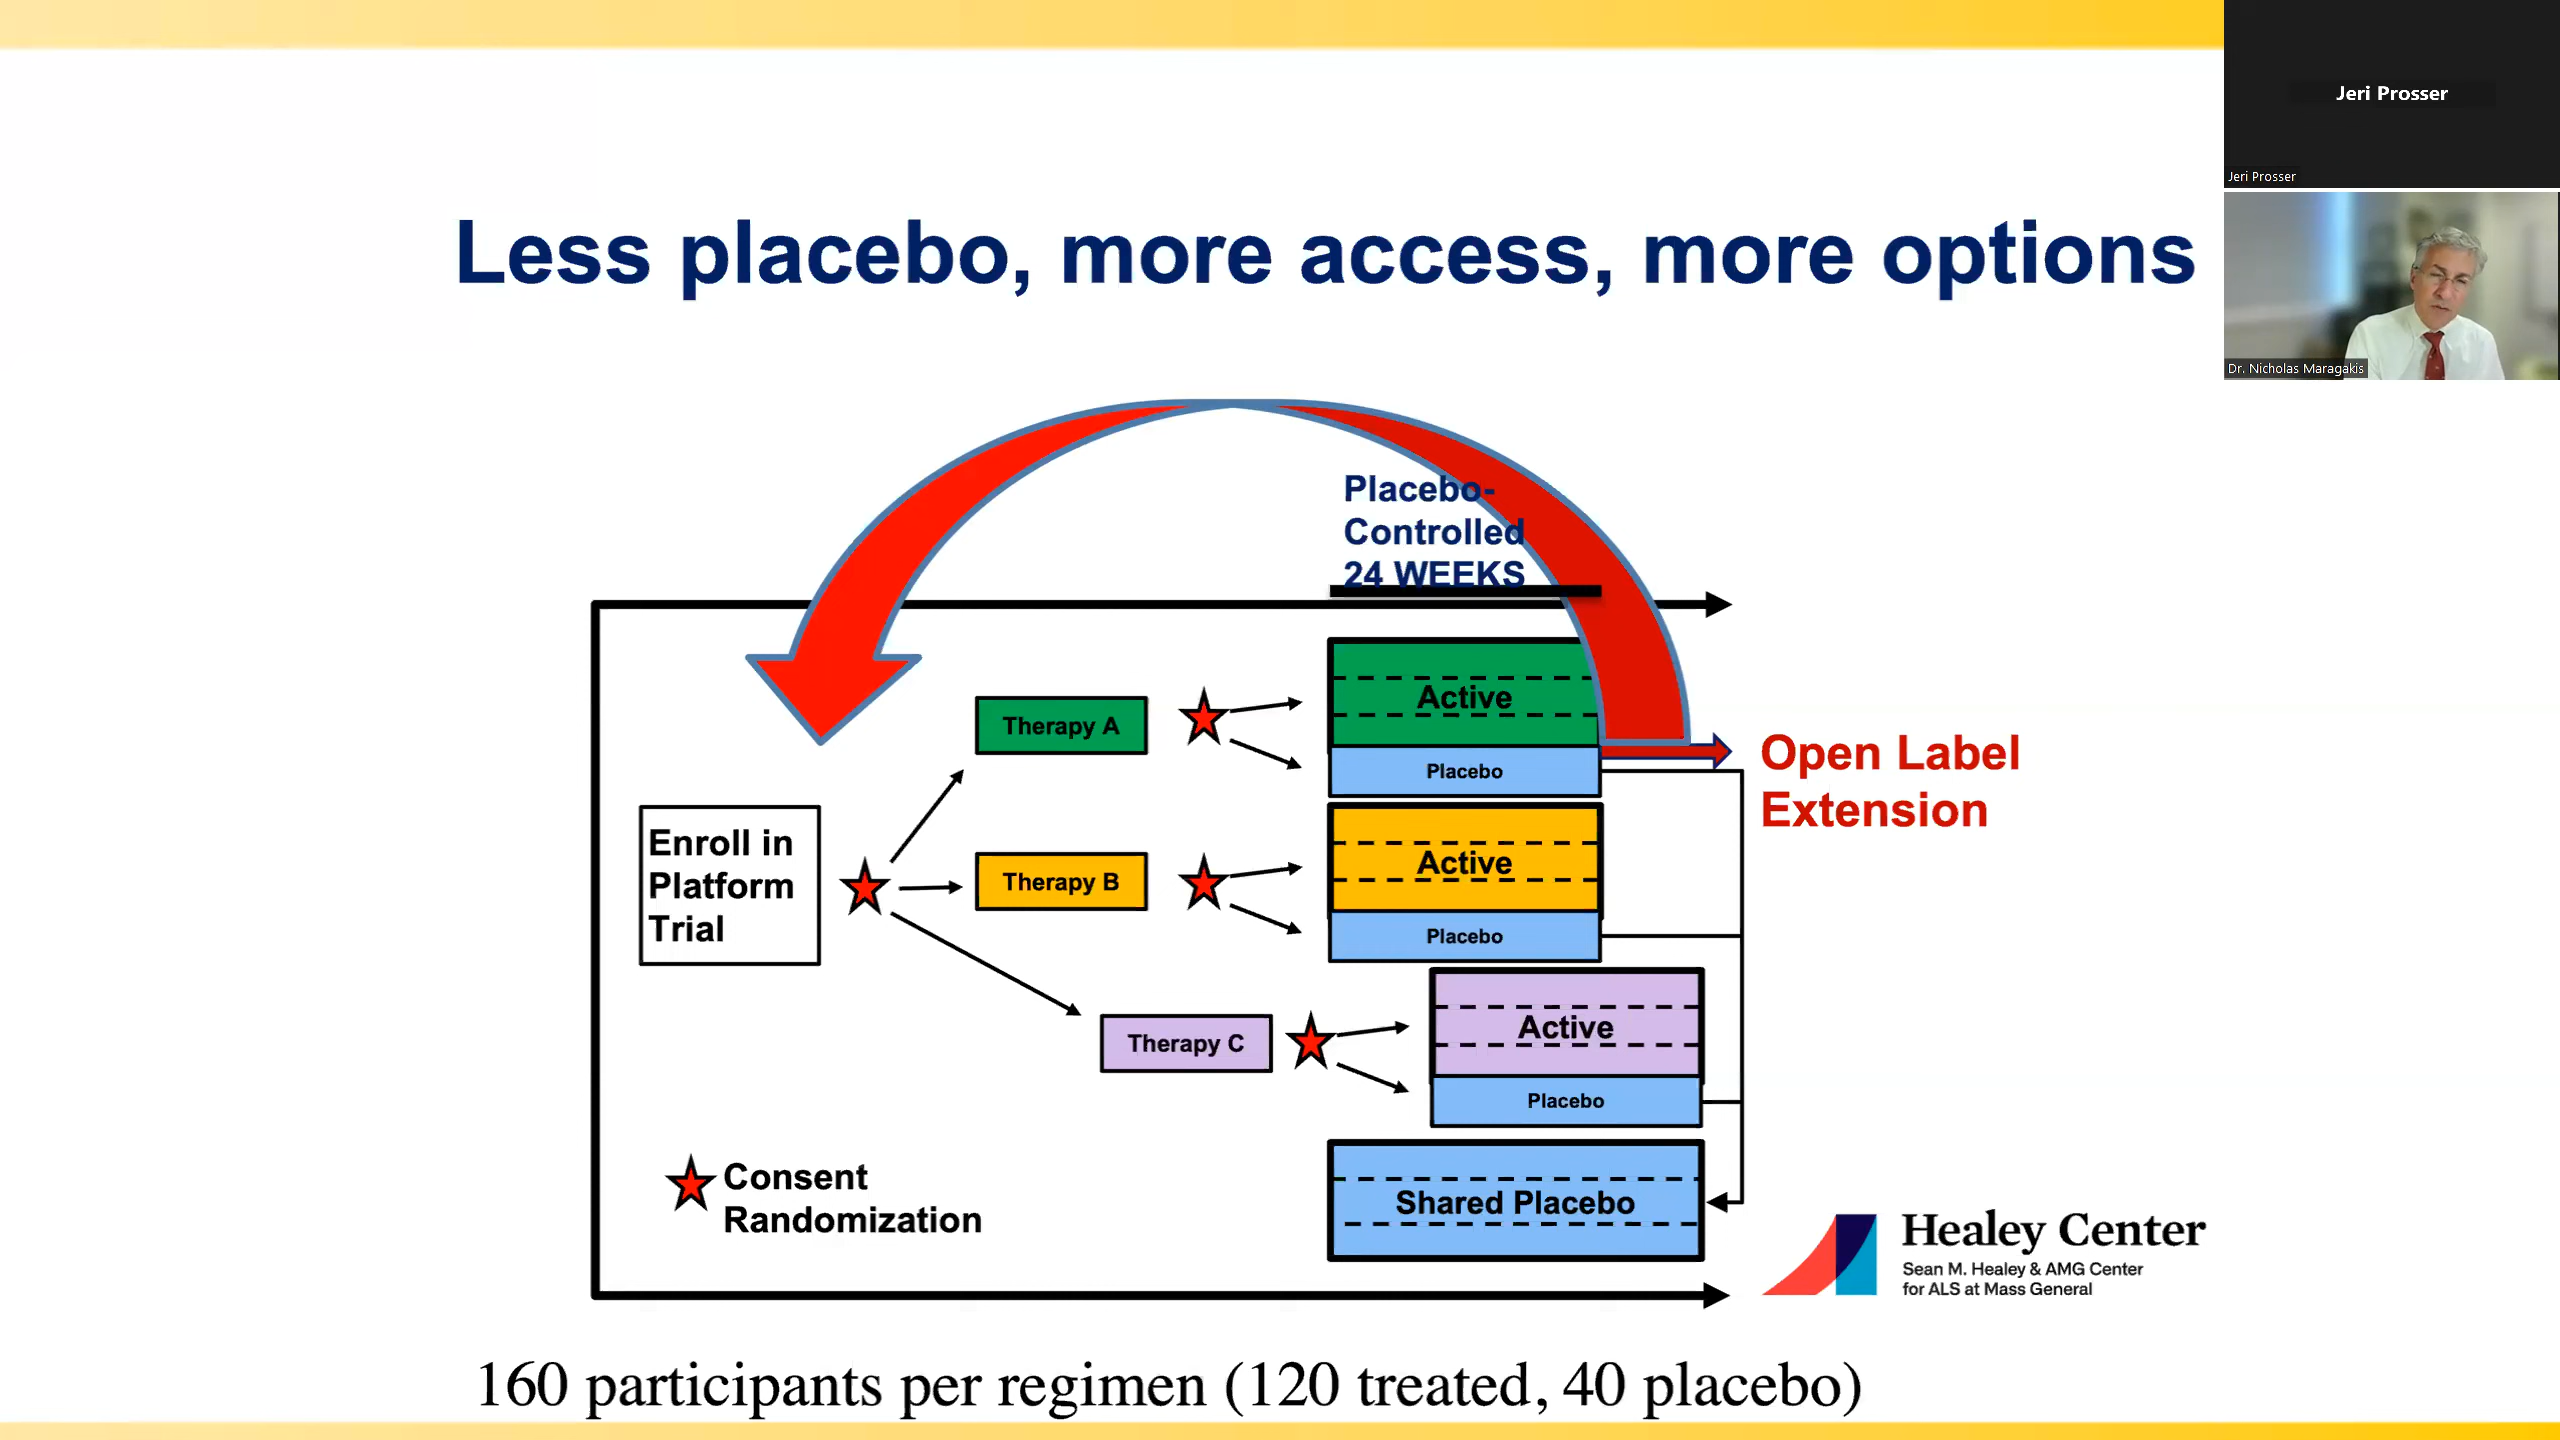 Jeri Prosser
Jeri Prosser
Dr. Nicholas Maragakis
Less placebo, more access, more options
Placebo-
Controlled
24 WEEKS
Therapy A
Active
Placebo
Open Label
Extension
Enroll in
Platform
Trial
Therapy B
Active
Placebo
Therapy C
Active
Placebo
Consent
Randomization
Shared Placebo
Healey Center
Sean M. Healey & AMG Center
for ALS at Mass General
160 participants per regimen (120 treated, 40 placebo)